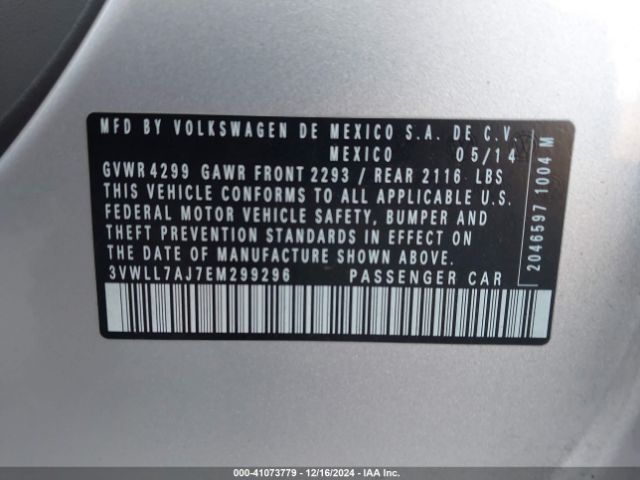 MFD BY VOLKSWAGEN DE MEXICO S.A. DE C.V.
MEXICO 05/14
GVWR 4299 GAWR FRONT 2293 / REAR 2116 LBS
THIS VEHICLE CONFORMS TO ALL APPLICABLE U.S.
FEDERAL MOTOR VEHICLE SAFETY, BUMPER AND
THEFT PREVENTION STANDARDS IN EFFECT ON
THE DATE OF MANUFACTURE SHOWN ABOVE.
3VWLL7AJ7EM299296 PASSENGER CAR
2046597 1004 M
000-41073779 - 12/16/2024 - IAAI.COM